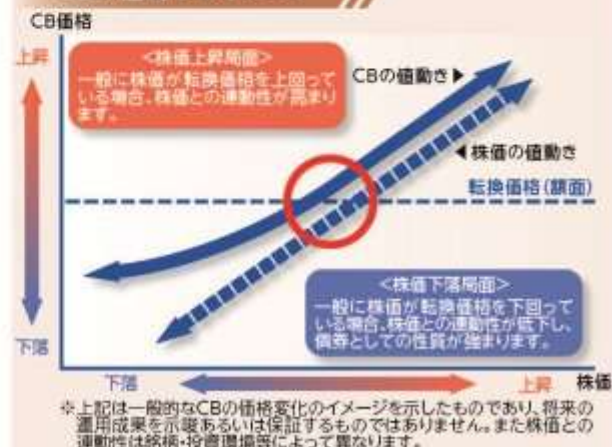 CB価格
上昇
<株価上昇局面>
一般に株価が転換価格を上回って
いる場合、株価との連動性が高まり
ます。
CBの値動き▶
◀株価の値動き
転換価格(額面)
<株価下落局面>
一般に株価が転換価格を下回って
いる場合、株価との連動性が低下し、
債券としての性質が強まります。
下落
下落
上昇
株価
※上記は一般的なCBの価格変化のイメージを示したものであり、将来の
運用成果を示唆あるいは保証するものではありません。また株価との
連動性は銘柄・投資環境等によって異なります。